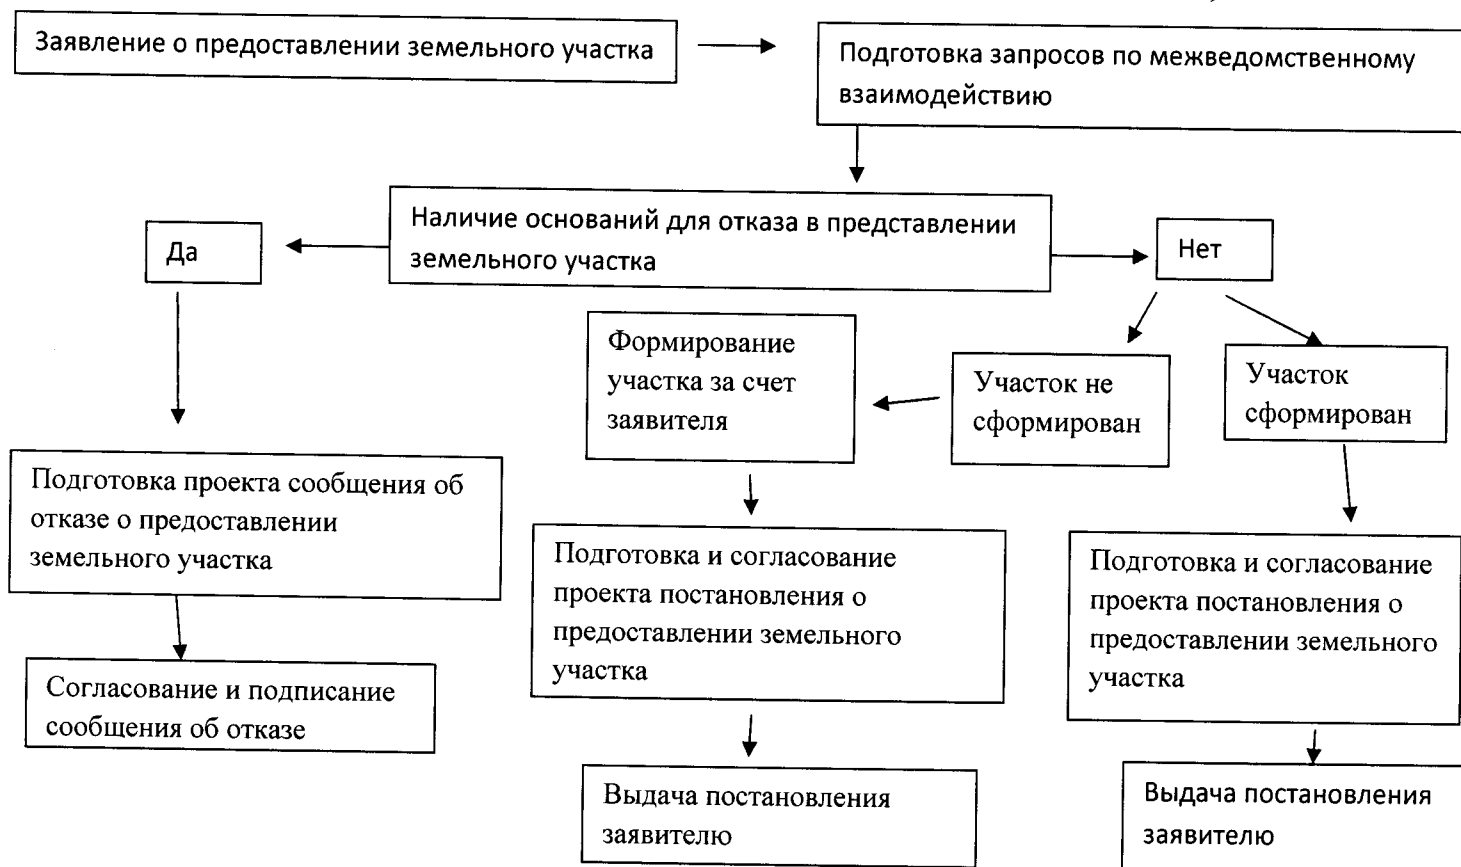 Заявление о предоставлении земельного участка
Подготовка запросов по межведомственному
взаимодействию
Наличие оснований для отказа в представлении
земельного участка
Да
Нет
Формирование
участка за счет
заявителя
Участок не
сформирован
Участок
сформирован
Подготовка проекта сообщения об
отказе о предоставлении
земельного участка
Подготовка и согласование
проекта постановления о
предоставлении земельного
участка
Подготовка и согласование
проекта постановления о
предоставлении земельного
участка
Согласование и подписание
сообщения об отказе
Выдача постановления
заявителю
Выдача постановления
заявителю